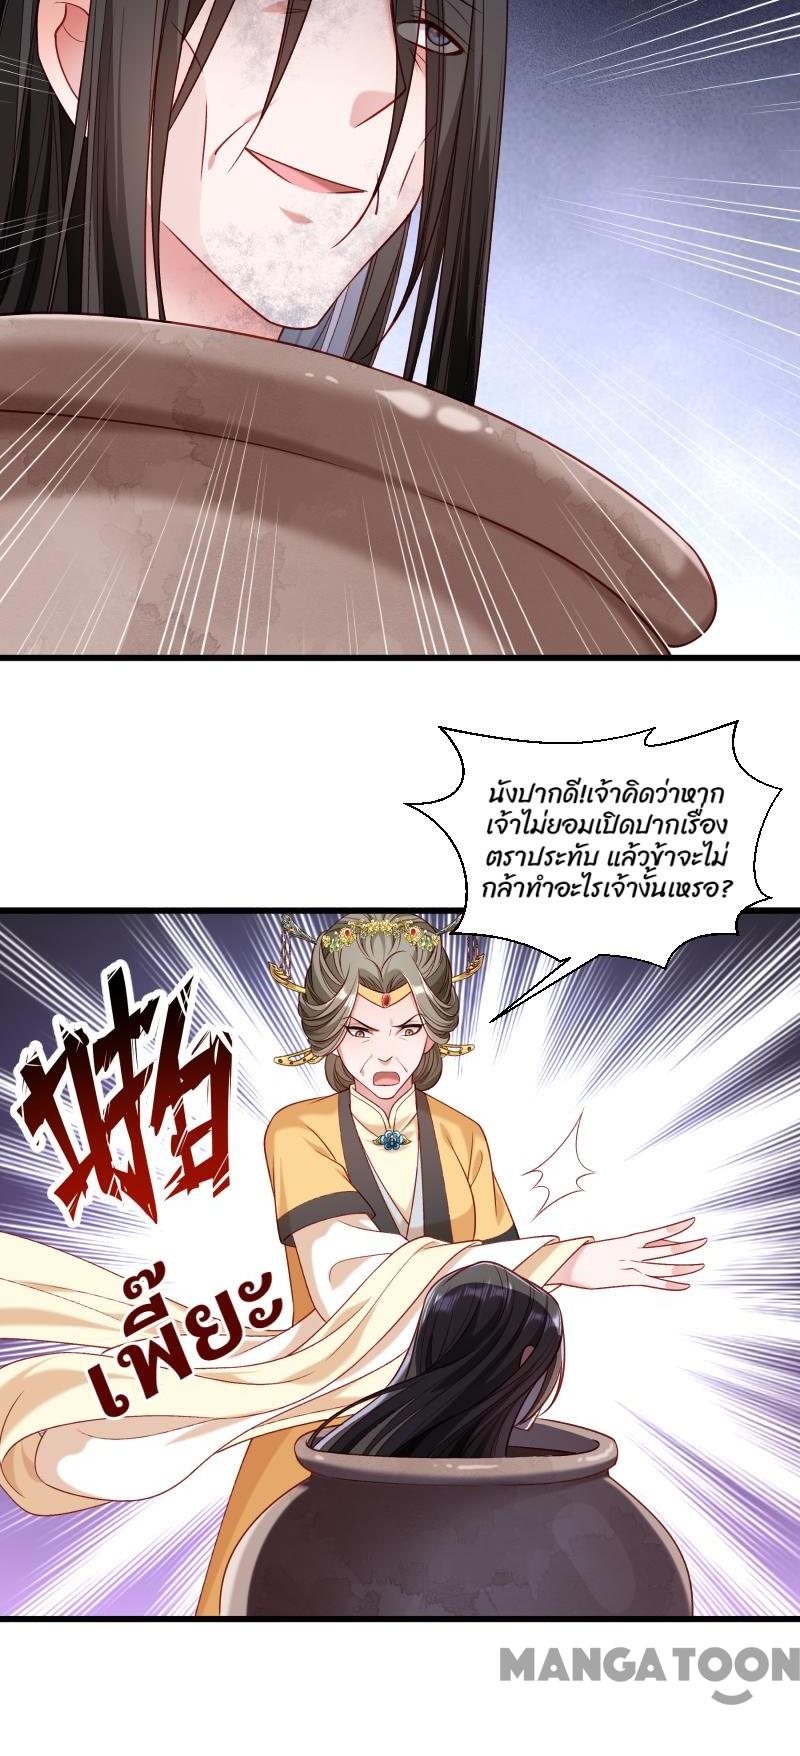 นังปากดี!เจ้าคิดว่าหาก
เจ้าไม่ยอมเปิดปากเรื่อง
ตราประทับ แล้วข้าจะไม่
กล้าทำอะไรเจ้างั้นเหรอ?
啪
เพี๊ยะ
MANGATOON